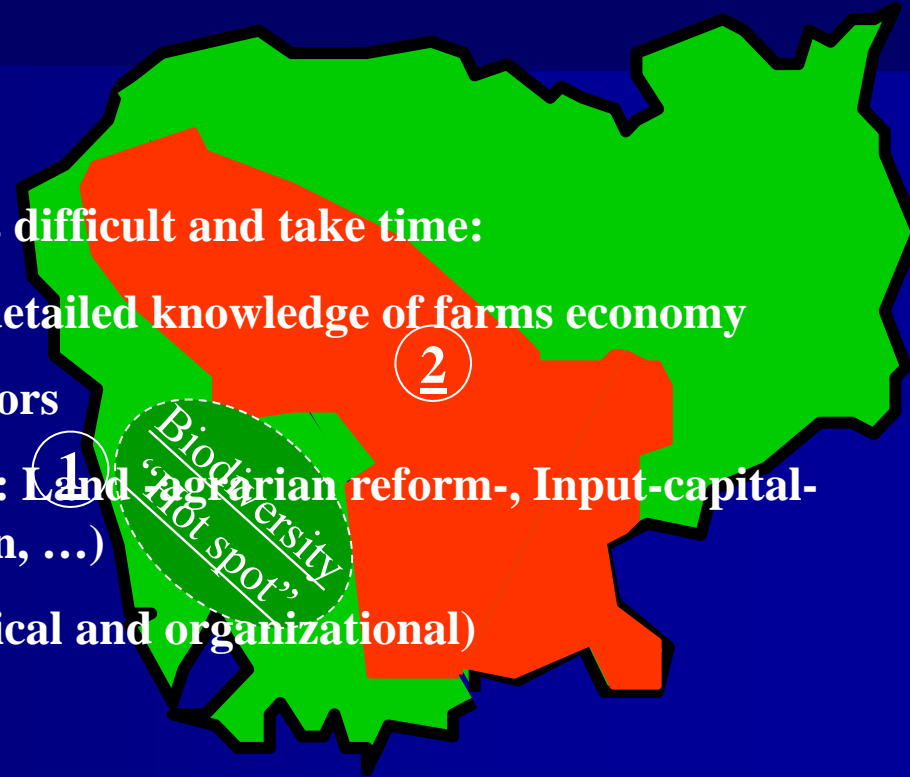 difficult and take time:
detailed knowledge of farms economy
2
ors
Biodiversity
“Hot spot”
1
: Land -agrarian reform-, Input-capital-
n, …)
ical and organizational)